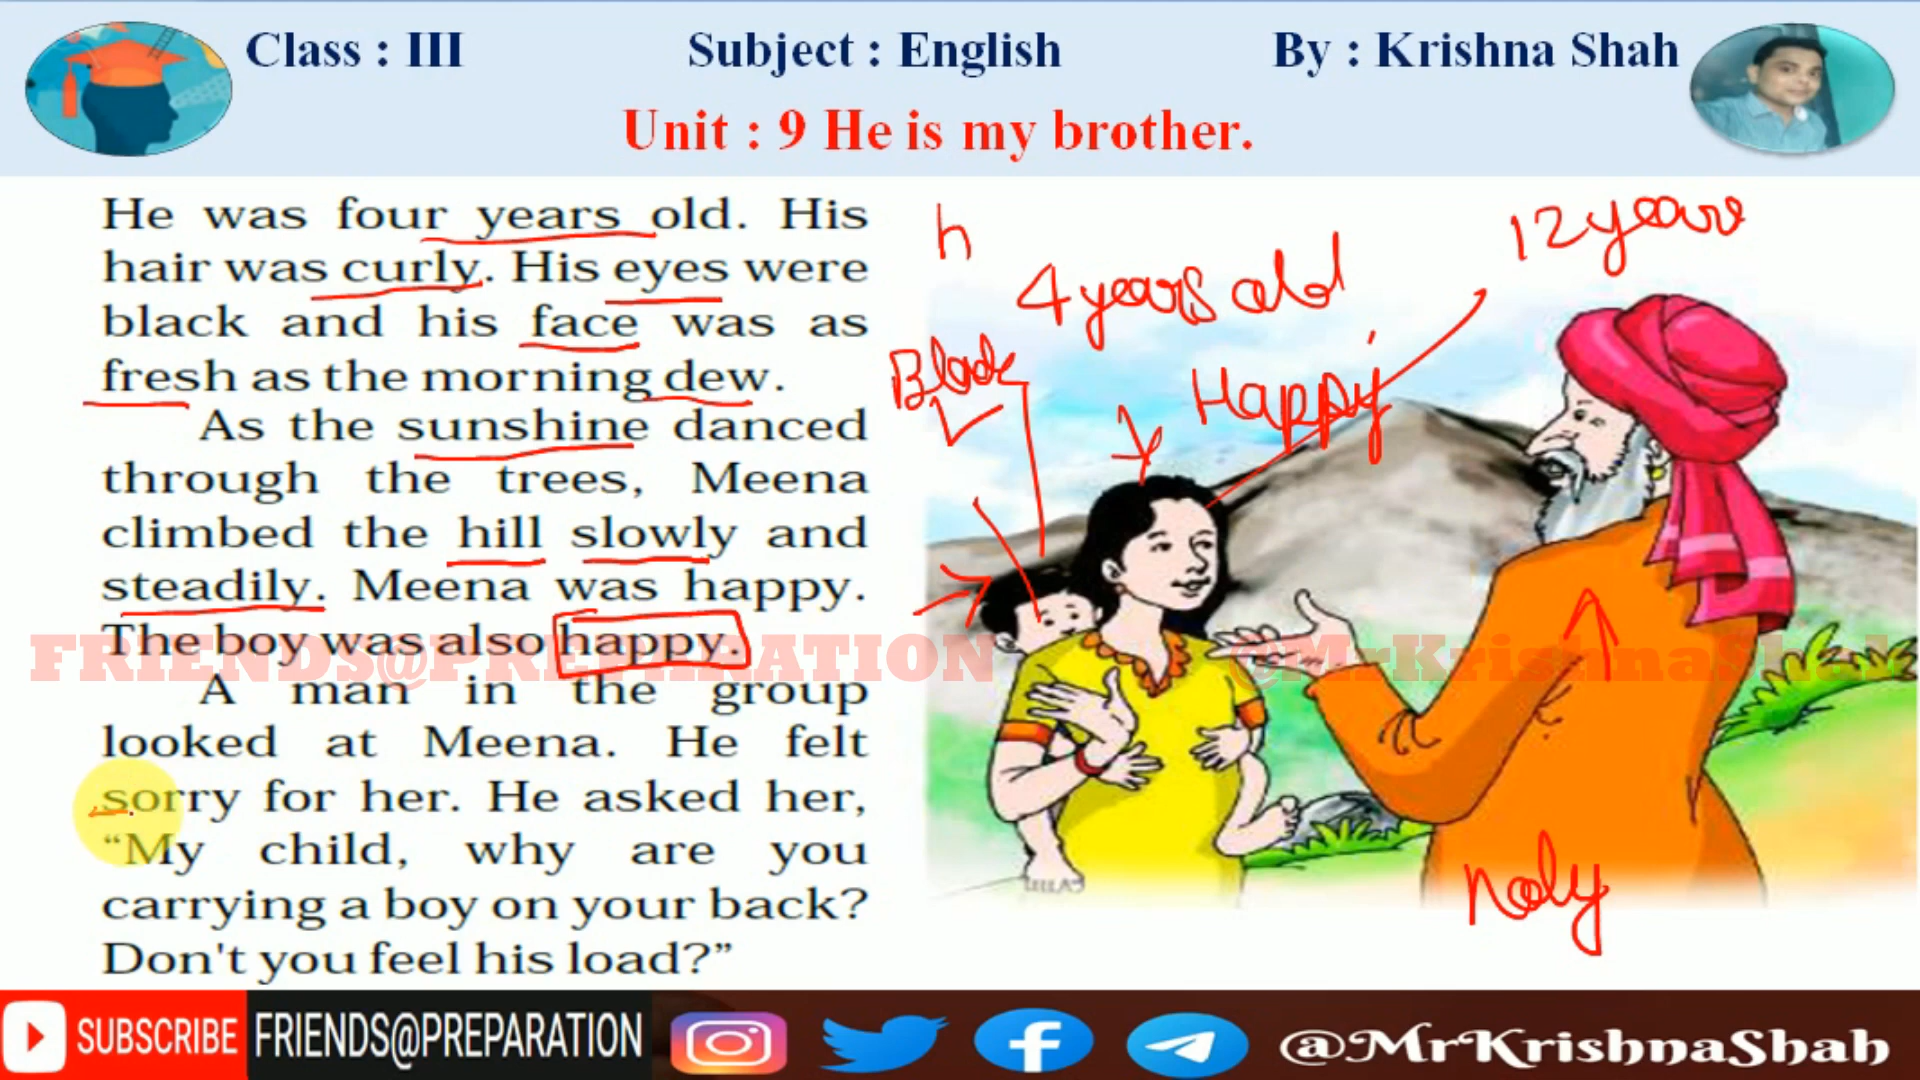 Class : III Subject : English By : Krishna Shah
Unit : 9 He is my brother.
He was four years old. His
hair was curly. His eyes were
black and his face was as
fresh as the morning dew.
As the sunshine danced
through the trees, Meena
climbed the hill slowly and
steadily. Meena was happy.
The boy was also happy.
A man in the group
looked at Meena. He felt
sorry for her. He asked her,
“My child, why are you
carrying a boy on your back?
Don't you feel his load?”
h
12 years
4 years old
Black
Happy
FRIENDS@PREPARATION @MrKrishnaShah
SUBSCRIBE FRIENDS@PREPARATION @MrKrishnaShah